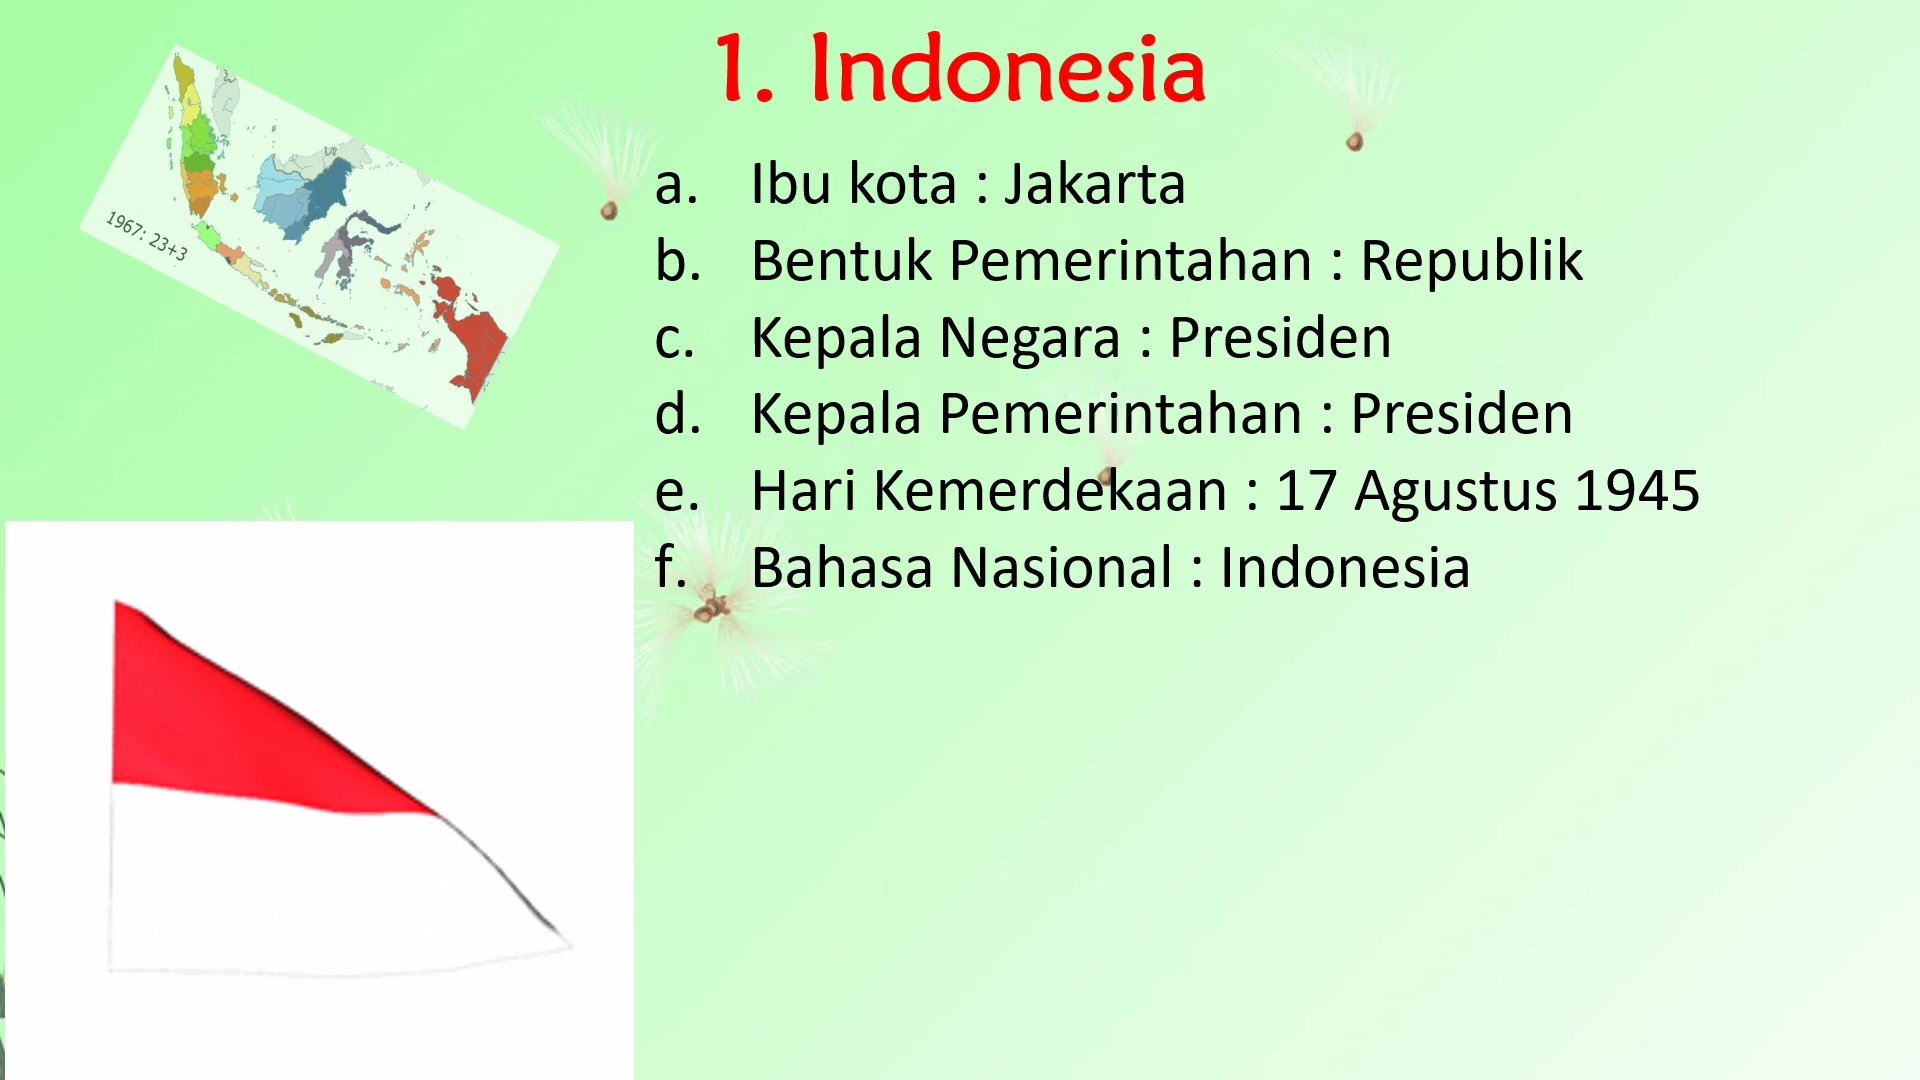 1. Indonesia
1967: 23+3
a. Ibu kota : Jakarta
b. Bentuk Pemerintahan : Republik
c. Kepala Negara : Presiden
d. Kepala Pemerintahan : Presiden
e. Hari Kemerdekaan : 17 Agustus 1945
f. Bahasa Nasional : Indonesia